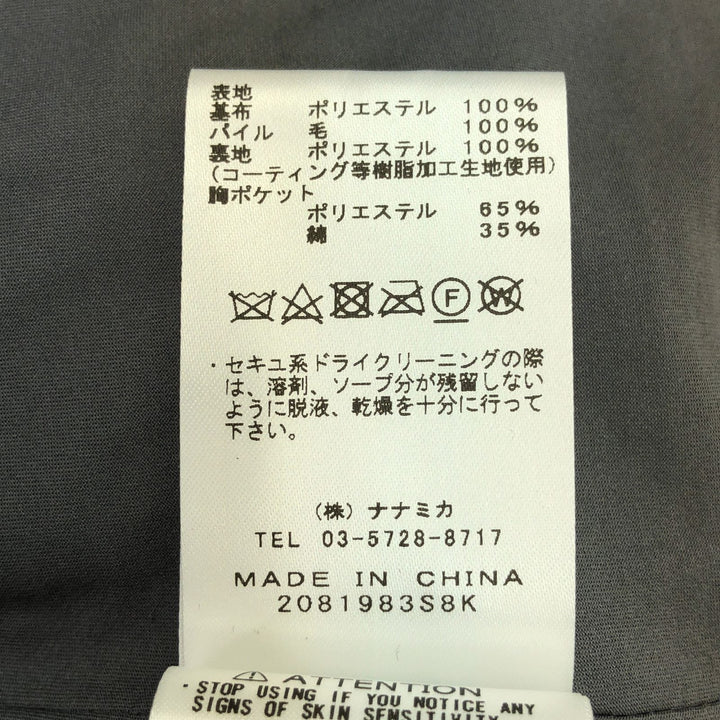 表地
基布 ポリエステル 100%
パイル 毛 100%
裏地 ポリエステル 100%
(コーティング等樹脂加工生地使用)
胸ポケット
ポリエステル 65%
綿 35%
F W
・セキユ系ドライクリーニングの際
は、溶剤、ソープ分が残留しない
ように脱液、乾燥を十分に行って
下さい。
(株) ナナミカ
TEL 03-5728-8717
MADE IN CHINA
2081983S8K
ATTENTION
・STOP USING IF YOU NOTICE ANY
SIGNS OF SKIN SENSITIVITY